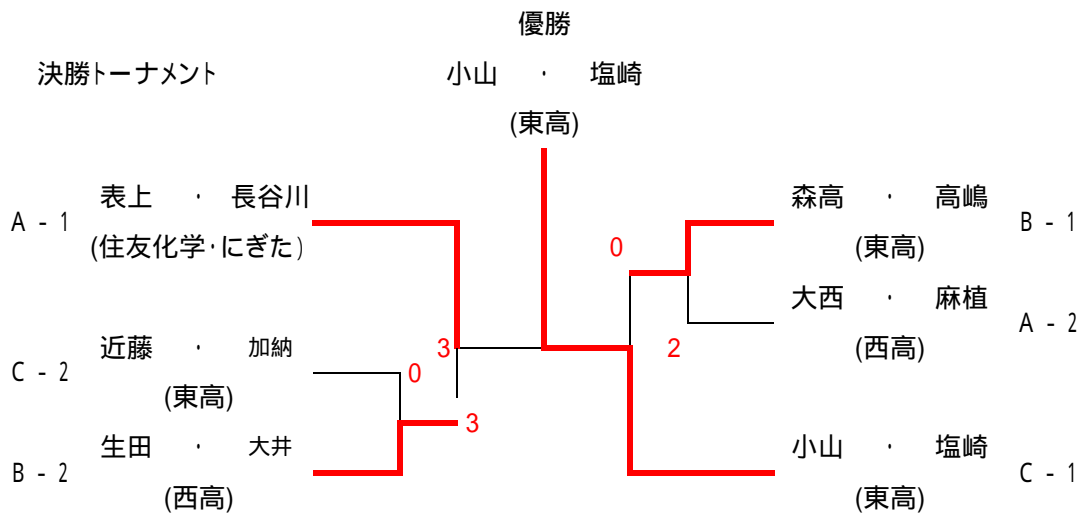 優勝
決勝トーナメント 小山 ・ 塩崎
(東高)
A - 1 表上 ・ 長谷川
(住友化学・にぎた)
近藤 ・ 加納
C - 2
(東高)
生田 ・ 大井
B - 2
(西高)
3
0
3
森高 ・ 高嶋
B - 1
(東高)
大西 ・ 麻植
A - 2
(西高)
小山 ・ 塩崎
C - 1
(東高)
0
2